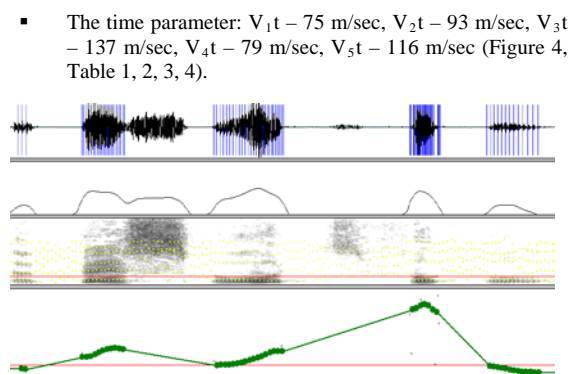 ▪ The time parameter: V₁t – 75 m/sec, V₂t – 93 m/sec, V₃t
– 137 m/sec, V₄t – 79 m/sec, V₅t – 116 m/sec (Figure 4,
Table 1, 2, 3, 4).